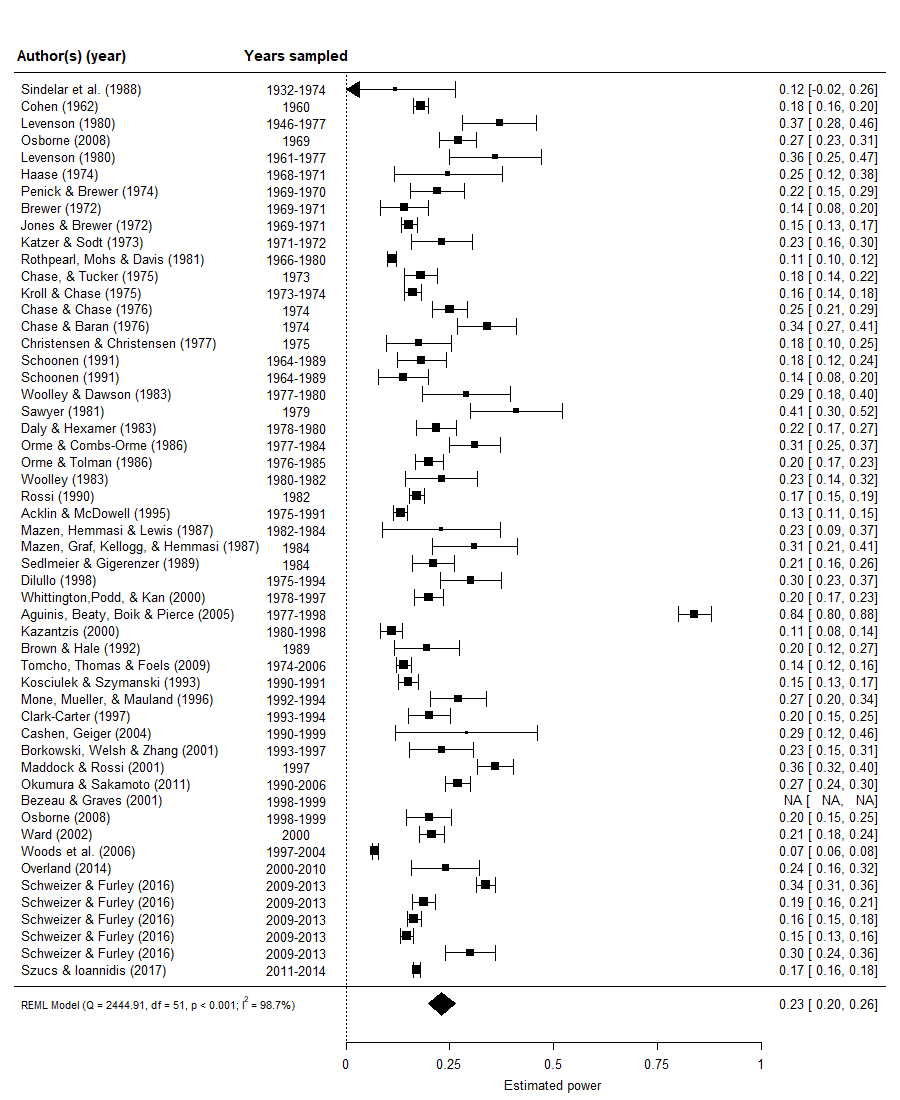 Author(s) (year) Years sampled
Sindelar et al. (1988) 1932-1974 0.12 [-0.02, 0.26]
Cohen (1962) 1960 0.18 [ 0.16, 0.20]
Levenson (1980) 1946-1977 0.37 [ 0.28, 0.46]
Osborne (2008) 1969 0.27 [ 0.23, 0.31]
Levenson (1980) 1961-1977 0.36 [ 0.25, 0.47]
Haase (1974) 1968-1971 0.25 [ 0.12, 0.38]
Penick & Brewer (1974) 1969-1970 0.22 [ 0.15, 0.29]
Brewer (1972) 1969-1971 0.14 [ 0.08, 0.20]
Jones & Brewer (1972) 1969-1971 0.15 [ 0.13, 0.17]
Katzer & Sodt (1973) 1971-1972 0.23 [ 0.16, 0.30]
Rothpearl, Mohs & Davis (1981) 1966-1980 0.11 [ 0.10, 0.12]
Chase, & Tucker (1975) 1973 0.18 [ 0.14, 0.22]
Kroll & Chase (1975) 1973-1974 0.16 [ 0.14, 0.18]
Chase & Chase (1976) 1974 0.25 [ 0.21, 0.29]
Chase & Baran (1976) 1974 0.34 [ 0.27, 0.41]
Christensen & Christensen (1977) 1975 0.18 [ 0.10, 0.25]
Schoonen (1991) 1964-1989 0.18 [ 0.12, 0.24]
Schoonen (1991) 1964-1989 0.14 [ 0.08, 0.20]
Woolley & Dawson (1983) 1977-1980 0.29 [ 0.18, 0.40]
Sawyer (1981) 1979 0.41 [ 0.30, 0.52]
Daly & Hexamer (1983) 1978-1980 0.22 [ 0.17, 0.27]
Orme & Combs-Orme (1986) 1977-1984 0.31 [ 0.25, 0.37]
Orme & Tolman (1986) 1976-1985 0.20 [ 0.17, 0.23]
Woolley (1983) 1980-1982 0.23 [ 0.14, 0.32]
Rossi (1990) 1982 0.17 [ 0.15, 0.19]
Acklin & McDowell (1995) 1975-1991 0.13 [ 0.11, 0.15]
Mazen, Hemmasi & Lewis (1987) 1982-1984 0.23 [ 0.09, 0.37]
Mazen, Graf, Kellogg, & Hemmasi (1987) 1984 0.31 [ 0.21, 0.41]
Sedlmeier & Gigerenzer (1989) 1984 0.21 [ 0.16, 0.26]
Dilullo (1998) 1975-1994 0.30 [ 0.23, 0.37]
Whittington,Podd, & Kan (2000) 1978-1997 0.20 [ 0.17, 0.23]
Aguinis, Beaty, Boik & Pierce (2005) 1977-1998 0.84 [ 0.80, 0.88]
Kazantzis (2000) 1980-1998 0.11 [ 0.08, 0.14]
Brown & Hale (1992) 1989 0.20 [ 0.12, 0.27]
Tomcho, Thomas & Foels (2009) 1974-2006 0.14 [ 0.12, 0.16]
Kosciulek & Szymanski (1993) 1990-1991 0.15 [ 0.13, 0.17]
Mone, Mueller, & Mauland (1996) 1992-1994 0.27 [ 0.20, 0.34]
Clark-Carter (1997) 1993-1994 0.20 [ 0.15, 0.25]
Cashen, Geiger (2004) 1990-1999 0.29 [ 0.12, 0.46]
Borkowski, Welsh & Zhang (2001) 1993-1997 0.23 [ 0.15, 0.31]
Maddock & Rossi (2001) 1997 0.36 [ 0.32, 0.40]
Okumura & Sakamoto (2011) 1990-2006 0.27 [ 0.24, 0.30]
Bezeau & Graves (2001) 1998-1999 NA [ NA, NA]
Osborne (2008) 1998-1999 0.20 [ 0.15, 0.25]
Ward (2002) 2000 0.21 [ 0.18, 0.24]
Woods et al. (2006) 1997-2004 0.07 [ 0.06, 0.08]
Overland (2014) 2000-2010 0.24 [ 0.16, 0.32]
Schweizer & Furley (2016) 2009-2013 0.34 [ 0.31, 0.36]
Schweizer & Furley (2016) 2009-2013 0.19 [ 0.16, 0.21]
Schweizer & Furley (2016) 2009-2013 0.16 [ 0.15, 0.18]
Schweizer & Furley (2016) 2009-2013 0.15 [ 0.13, 0.16]
Schweizer & Furley (2016) 2009-2013 0.30 [ 0.24, 0.36]
Szucs & Ioannidis (2017) 2011-2014 0.17 [ 0.16, 0.18]
REML Model (Q = 2444.91, df = 51, p < 0.001; I² = 98.7%) 0.23 [ 0.20, 0.26]
0 0.25 0.5 0.75 1
Estimated power